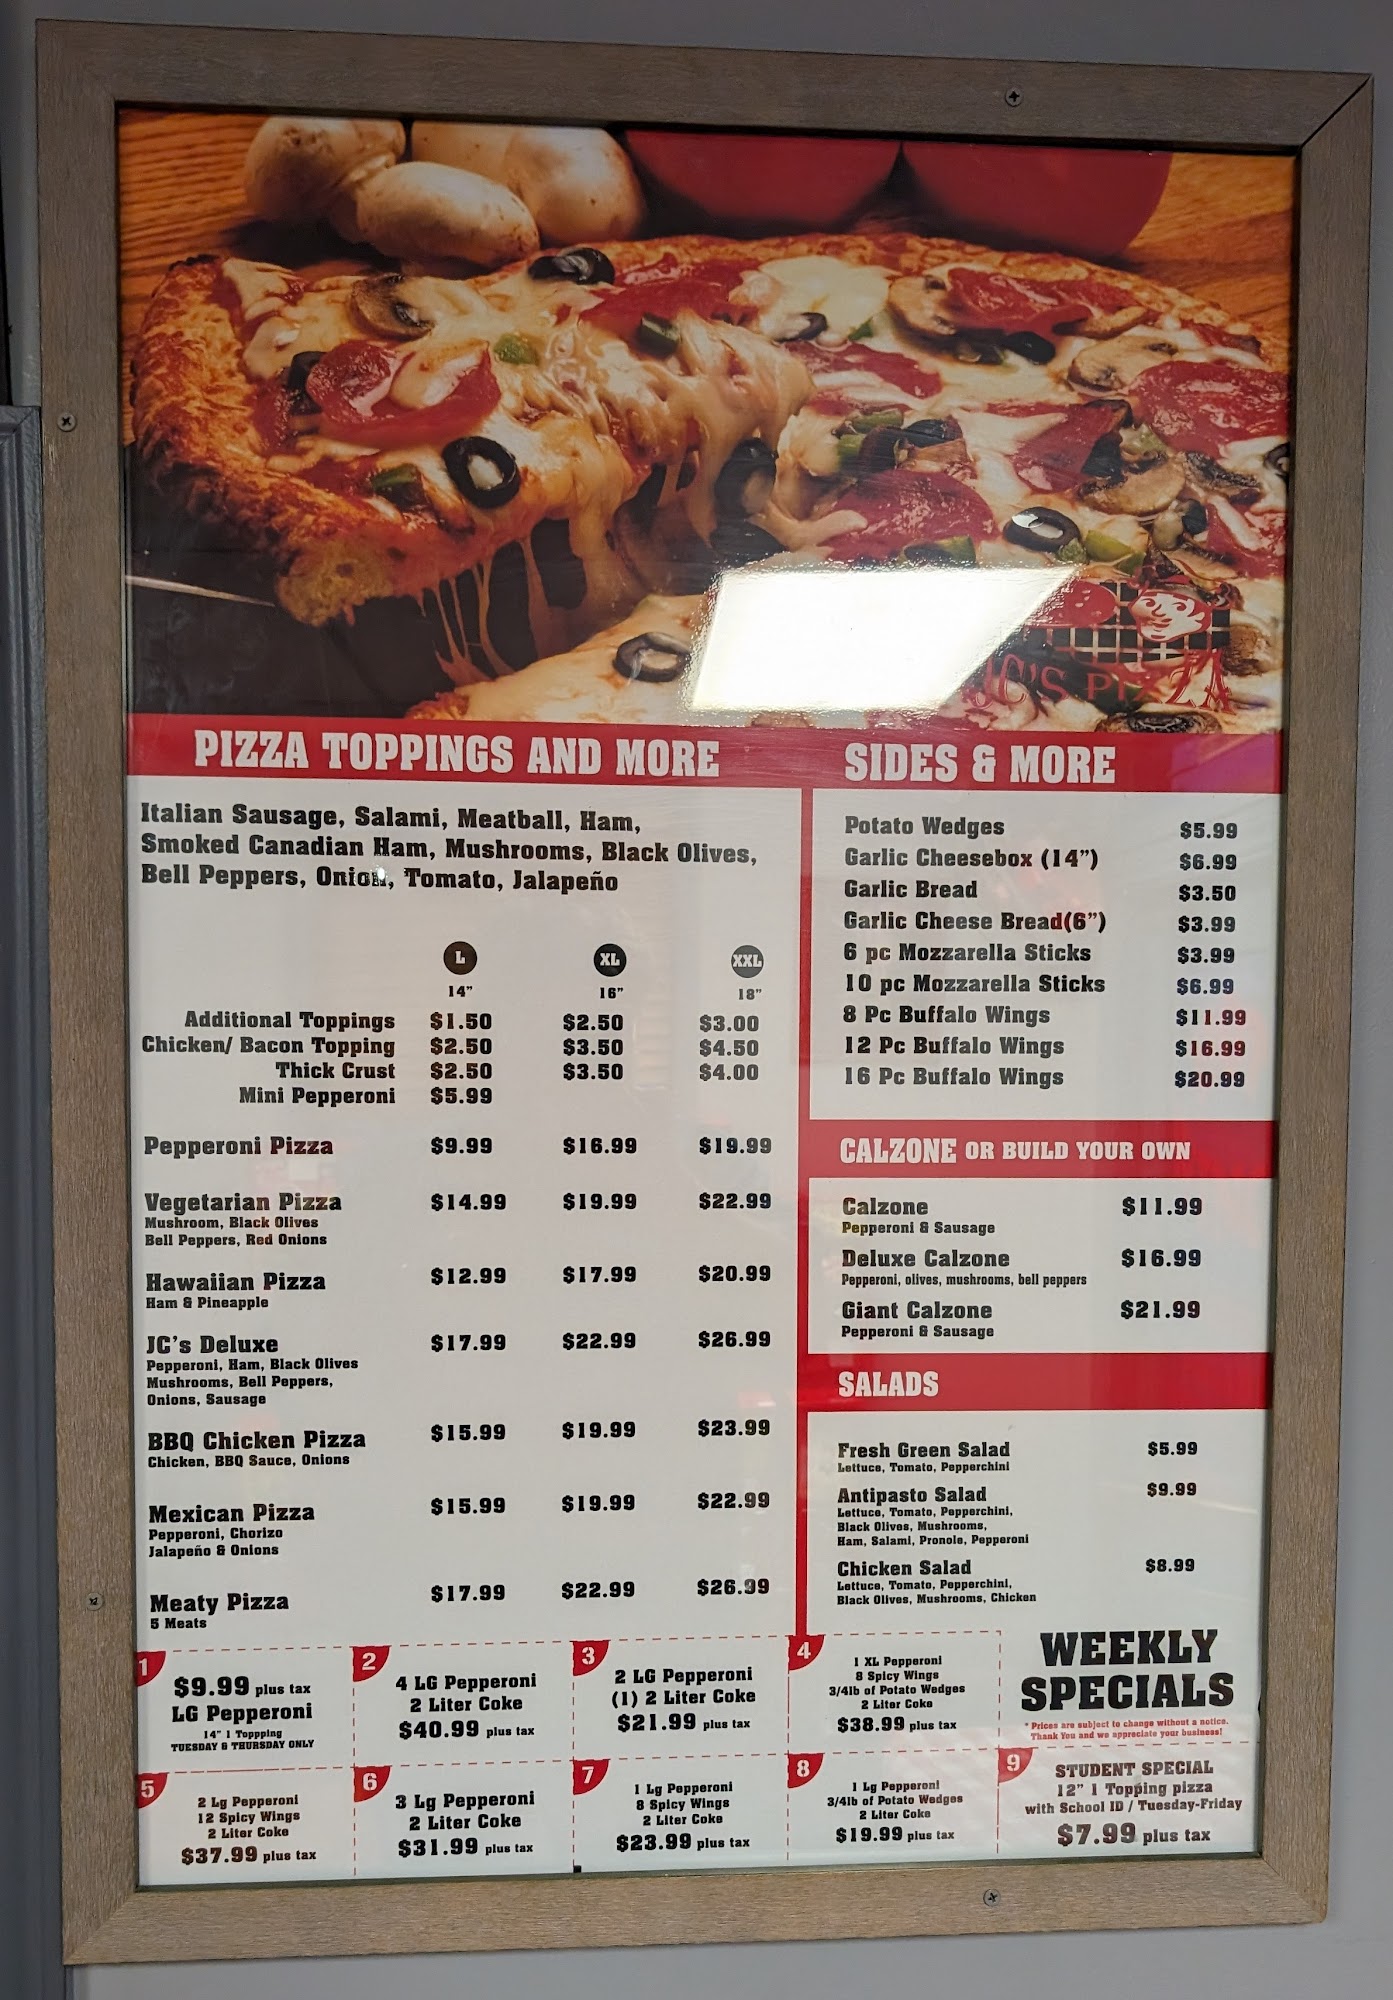 JC'S PIZZA
PIZZA TOPPINGS AND MORE
Italian Sausage, Salami, Meatball, Ham,
Smoked Canadian Ham, Mushrooms, Black Olives,
Bell Peppers, Onion, Tomato, Jalapeño
L XL XXL
14" 16" 18"
Additional Toppings $1.50 $2.50 $3.00
Chicken/ Bacon Topping $2.50 $3.50 $4.50
Thick Crust $2.50 $3.50 $4.00
Mini Pepperoni $5.99
Pepperoni Pizza $9.99 $16.99 $19.99
Vegetarian Pizza $14.99 $19.99 $22.99
Mushroom, Black Olives
Bell Peppers, Red Onions
Hawaiian Pizza $12.99 $17.99 $20.99
Ham & Pineapple
JC's Deluxe $17.99 $22.99 $26.99
Pepperoni, Ham, Black Olives
Mushrooms, Bell Peppers,
Onions, Sausage
BBQ Chicken Pizza $15.99 $19.99 $23.99
Chicken, BBQ Sauce, Onions
Mexican Pizza $15.99 $19.99 $22.99
Pepperoni, Chorizo
Jalapeño & Onions
Meaty Pizza $17.99 $22.99 $26.99
5 Meats
SIDES & MORE
Potato Wedges $5.99
Garlic Cheesebox (14") $6.99
Garlic Bread $3.50
Garlic Cheese Bread(6") $3.99
6 pc Mozzarella Sticks $3.99
10 pc Mozzarella Sticks $6.99
8 Pc Buffalo Wings $11.99
12 Pc Buffalo Wings $16.99
16 Pc Buffalo Wings $20.99
CALZONE OR BUILD YOUR OWN
Calzone $11.99
Pepperoni & Sausage
Deluxe Calzone $16.99
Pepperoni, olives, mushrooms, bell peppers
Giant Calzone $21.99
Pepperoni & Sausage
SALADS
Fresh Green Salad $5.99
Lettuce, Tomato, Pepperchini
Antipasto Salad $9.99
Lettuce, Tomato, Pepperchini,
Black Olives, Mushrooms,
Ham, Salami, Pronole, Pepperoni
Chicken Salad $8.99
Lettuce, Tomato, Pepperchini,
Black Olives, Mushrooms, Chicken
WEEKLY
SPECIALS
* Prices are subject to change without a notice.
Thank You and we appreciate your business!
1
$9.99 plus tax
LG Pepperoni
14" 1 Toppping
TUESDAY & THURSDAY ONLY
2
4 LG Pepperoni
2 Liter Coke
$40.99 plus tax
3
2 LG Pepperoni
(1) 2 Liter Coke
$21.99 plus tax
4
1 XL Pepperoni
8 Spicy Wings
3/4lb of Potato Wedges
2 Liter Coke
$38.99 plus tax
5
2 Lg Pepperoni
12 Spicy Wings
2 Liter Coke
$37.99 plus tax
6
3 Lg Pepperoni
2 Liter Coke
$31.99 plus tax
7
1 Lg Pepperoni
8 Spicy Wings
2 Liter Coke
$23.99 plus tax
8
1 Lg Pepperoni
3/4lb of Potato Wedges
2 Liter Coke
$19.99 plus tax
9
STUDENT SPECIAL
12" 1 Topping pizza
with School ID / Tuesday-Friday
$7.99 plus tax